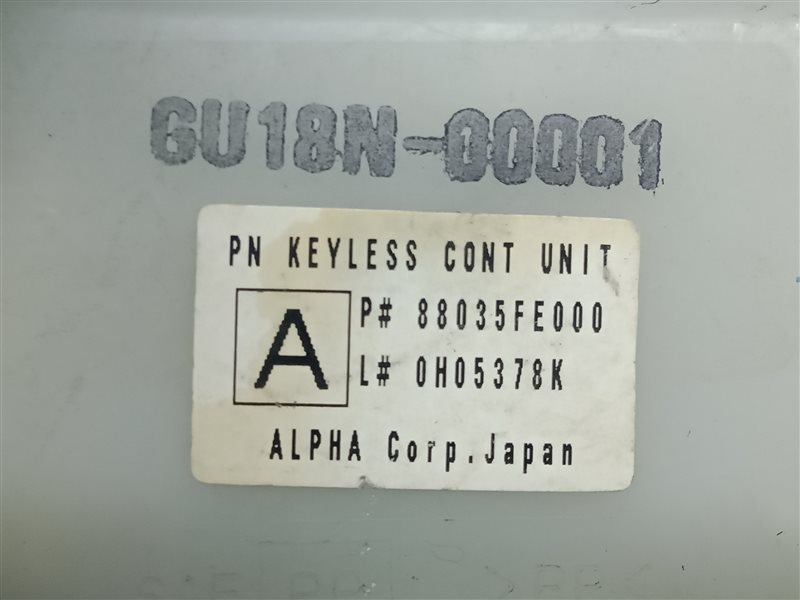 GU18N-00001
PN KEYLESS CONT UNIT
A
P# 88035FE000
L# 0H05378K
ALPHA Corp.Japan